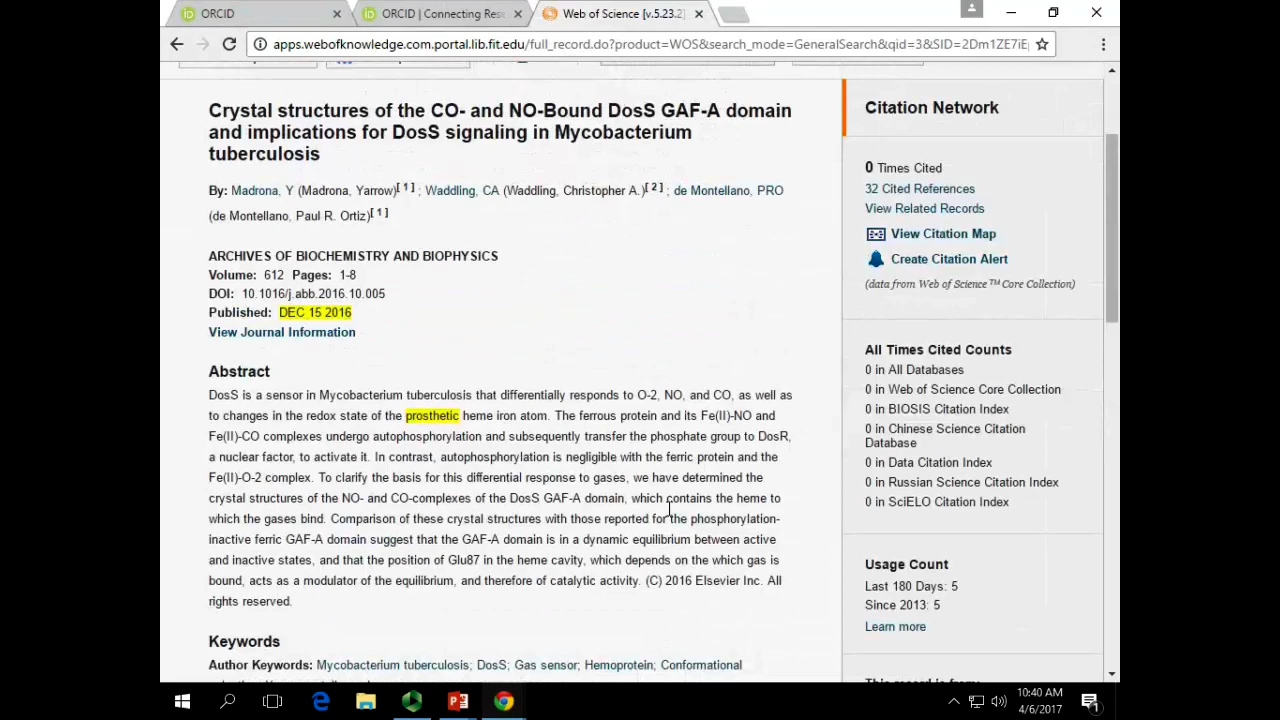 ORCID
ORCID | Connecting Res
Web of Science [v.5.23.2]
apps.webofknowledge.com.portal.lib.fit.edu/full_record.do?product=WOS&search_mode=GeneralSearch&qid=3&SID=2Dm1ZE7iE
Crystal structures of the CO- and NO-Bound DosS GAF-A domain
and implications for DosS signaling in Mycobacterium
tuberculosis
By: Madrona, Y (Madrona, Yarrow)[ 1 ] ; Waddling, CA (Waddling, Christopher A.)[ 2 ] ; de Montellano, PRO
(de Montellano, Paul R. Ortiz)[ 1 ]
ARCHIVES OF BIOCHEMISTRY AND BIOPHYSICS
Volume: 612 Pages: 1-8
DOI: 10.1016/j.abb.2016.10.005
Published: DEC 15 2016
View Journal Information
Abstract
DosS is a sensor in Mycobacterium tuberculosis that differentially responds to O-2, NO, and CO, as well as
to changes in the redox state of the prosthetic heme iron atom. The ferrous protein and its Fe(II)-NO and
Fe(II)-CO complexes undergo autophosphorylation and subsequently transfer the phosphate group to DosR,
a nuclear factor, to activate it. In contrast, autophosphorylation is negligible with the ferric protein and the
Fe(II)-O-2 complex. To clarify the basis for this differential response to gases, we have determined the
crystal structures of the NO- and CO-complexes of the DosS GAF-A domain, which contains the heme to
which the gases bind. Comparison of these crystal structures with those reported for the phosphorylation-
inactive ferric GAF-A domain suggest that the GAF-A domain is in a dynamic equilibrium between active
and inactive states, and that the position of Glu87 in the heme cavity, which depends on the which gas is
bound, acts as a modulator of the equilibrium, and therefore of catalytic activity. (C) 2016 Elsevier Inc. All
rights reserved.
Keywords
Author Keywords: Mycobacterium tuberculosis; DosS; Gas sensor; Hemoprotein; Conformational
Citation Network
0 Times Cited
32 Cited References
View Related Records
View Citation Map
Create Citation Alert
(data from Web of Science™ Core Collection)
All Times Cited Counts
0 in All Databases
0 in Web of Science Core Collection
0 in BIOSIS Citation Index
0 in Chinese Science Citation
Database
0 in Data Citation Index
0 in Russian Science Citation Index
0 in SciELO Citation Index
Usage Count
Last 180 Days: 5
Since 2013: 5
Learn more
This record is from:
10:40 AM
4/6/2017
1